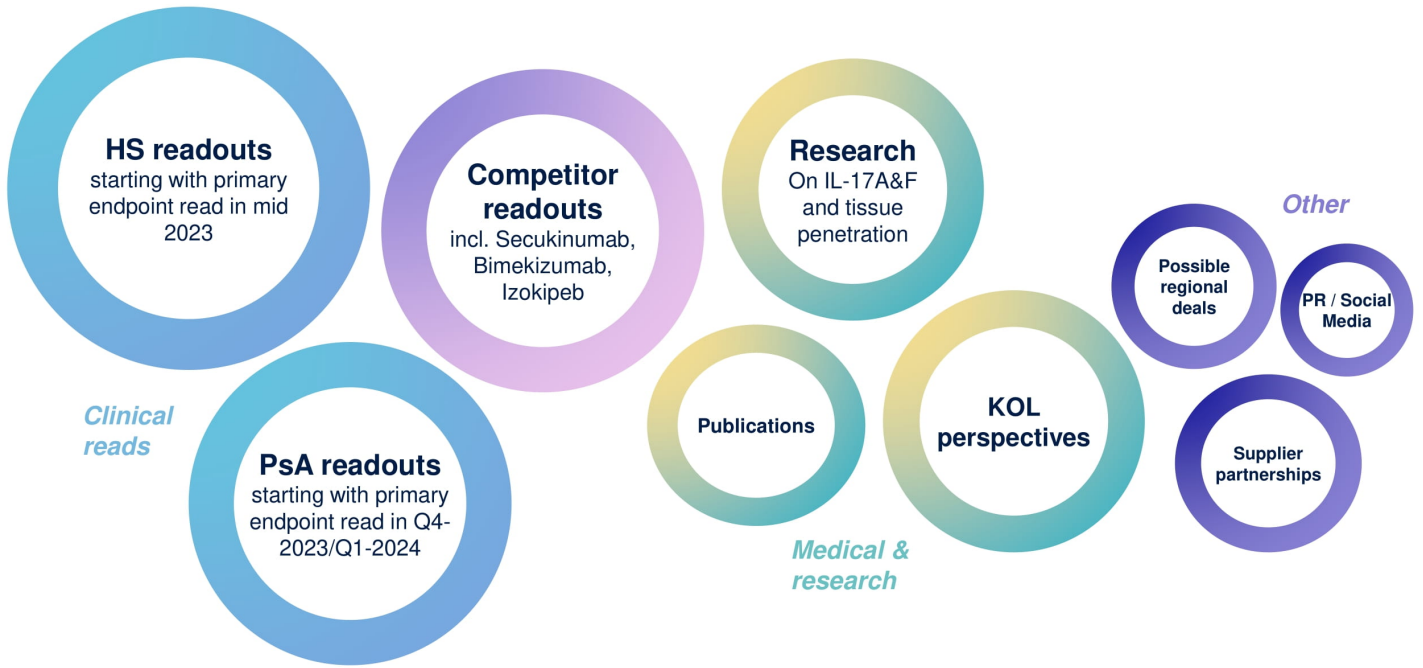 HS readouts
starting with primary
endpoint read in mid
2023
Clinical
reads
PsA readouts
starting with primary
endpoint read in Q4-
2023/Q1-2024
Competitor
readouts
incl. Secukinumab,
Bimekizumab,
Izokipeb
Research
On IL-17A&F
and tissue
penetration
Publications
KOL
perspectives
Medical &
research
Other
Possible
regional
deals
PR / Social
Media
Supplier
partnerships